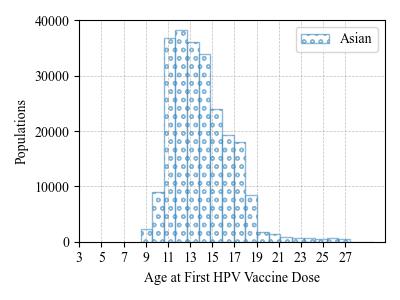 40000
Asian
30000
20000
10000
0
Populations
3 5 7 9 11 13 15 17 19 21 23 25 27
Age at First HPV Vaccine Dose